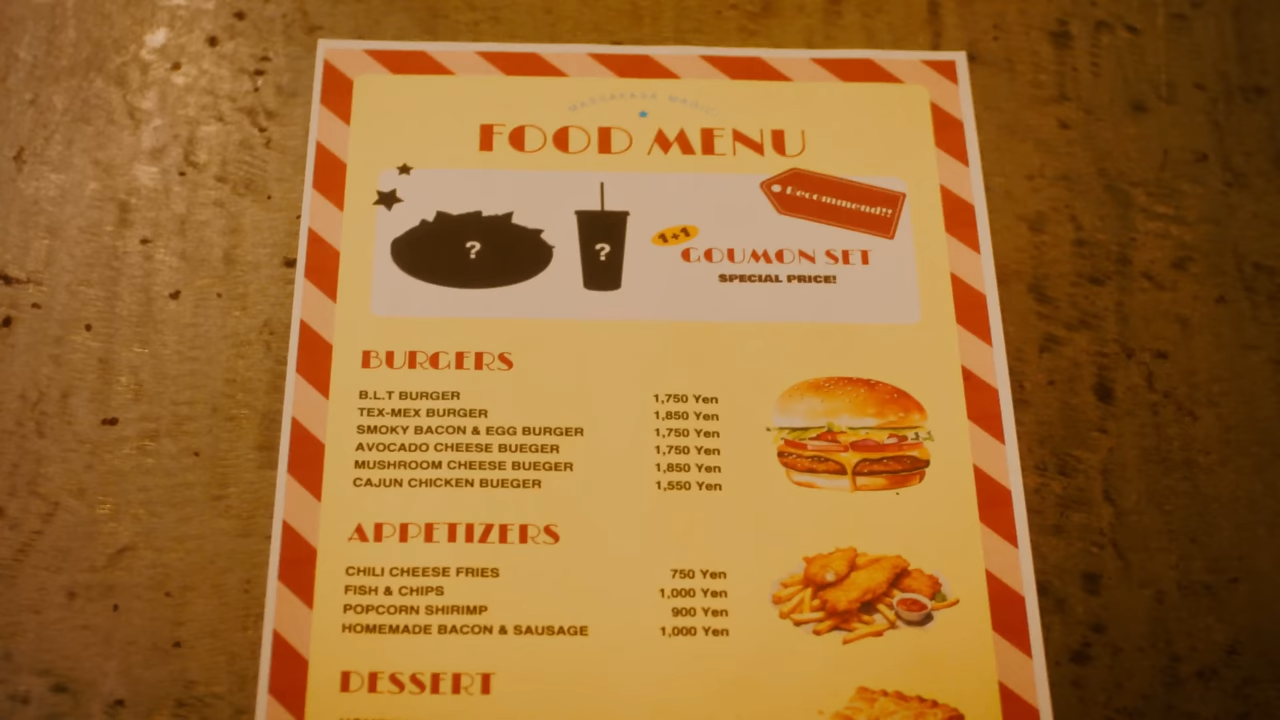 FOOD MENU
Recommend!!
?
?
1+1
GOUMON SET
SPECIAL PRICE!
BURGERS
B.L.T BURGER 1,750 Yen
TEX-MEX BURGER 1,850 Yen
SMOKY BACON & EGG BURGER 1,750 Yen
AVOCADO CHEESE BUEGER 1,750 Yen
MUSHROOM CHEESE BUEGER 1,850 Yen
CAJUN CHICKEN BUEGER 1,550 Yen
APPETIZERS
CHILI CHEESE FRIES 750 Yen
FISH & CHIPS 1,000 Yen
POPCORN SHIRIMP 900 Yen
HOMEMADE BACON & SAUSAGE 1,000 Yen
DESSERT